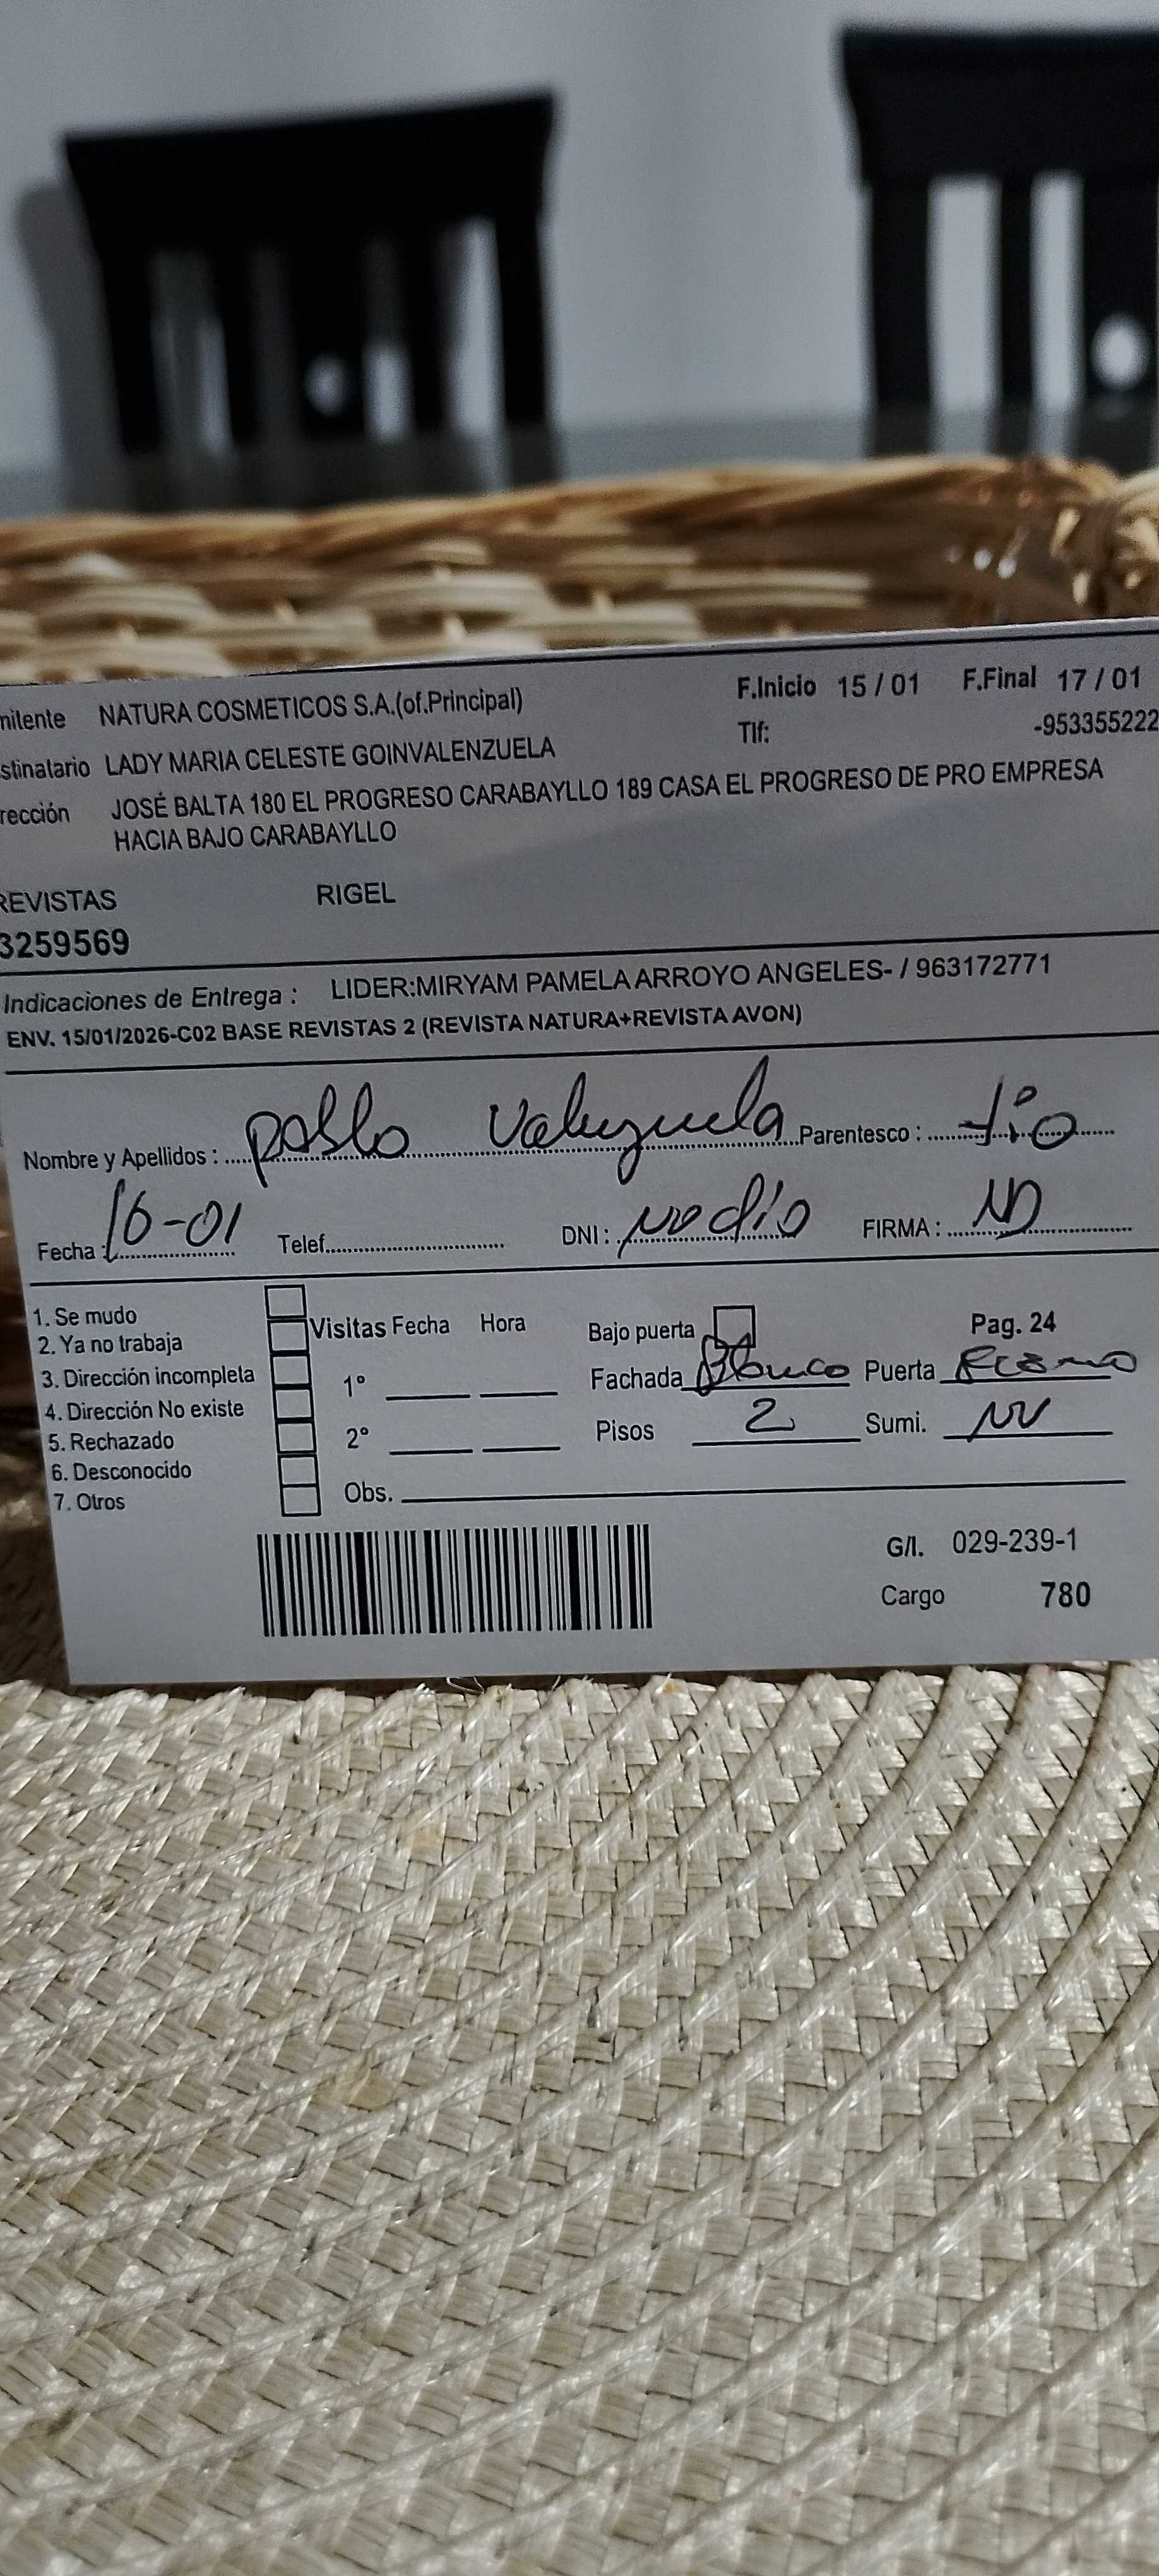 milente NATURA COSMETICOS S.A.(of.Principal) F.Inicio 15 / 01 F.Final 17 / 01
stinatario LADY MARIA CELESTE GOINVALENZUELA Tlf: -953355222
rección JOSÉ BALTA 180 EL PROGRESO CARABAYLLO 189 CASA EL PROGRESO DE PRO EMPRESA
HACIA BAJO CARABAYLLO
REVISTAS RIGEL
3259569
Indicaciones de Entrega : LIDER:MIRYAM PAMELA ARROYO ANGELES- / 963172771
ENV. 15/01/2026-C02 BASE REVISTAS 2 (REVISTA NATURA+REVISTA AVON)
Nombre y Apellidos : pablo Valenzuela Parentesco : tio
Fecha : 16-01 Telef. DNI : no dio FIRMA :
1. Se mudo
2. Ya no trabaja Visitas Fecha Hora Bajo puerta Pag. 24
3. Dirección incompleta 1° Fachada Blanco Puerta
4. Dirección No existe
5. Rechazado 2° Pisos 2 Sumi.
6. Desconocido
7. Otros Obs.
G/I. 029-239-1
Cargo 780